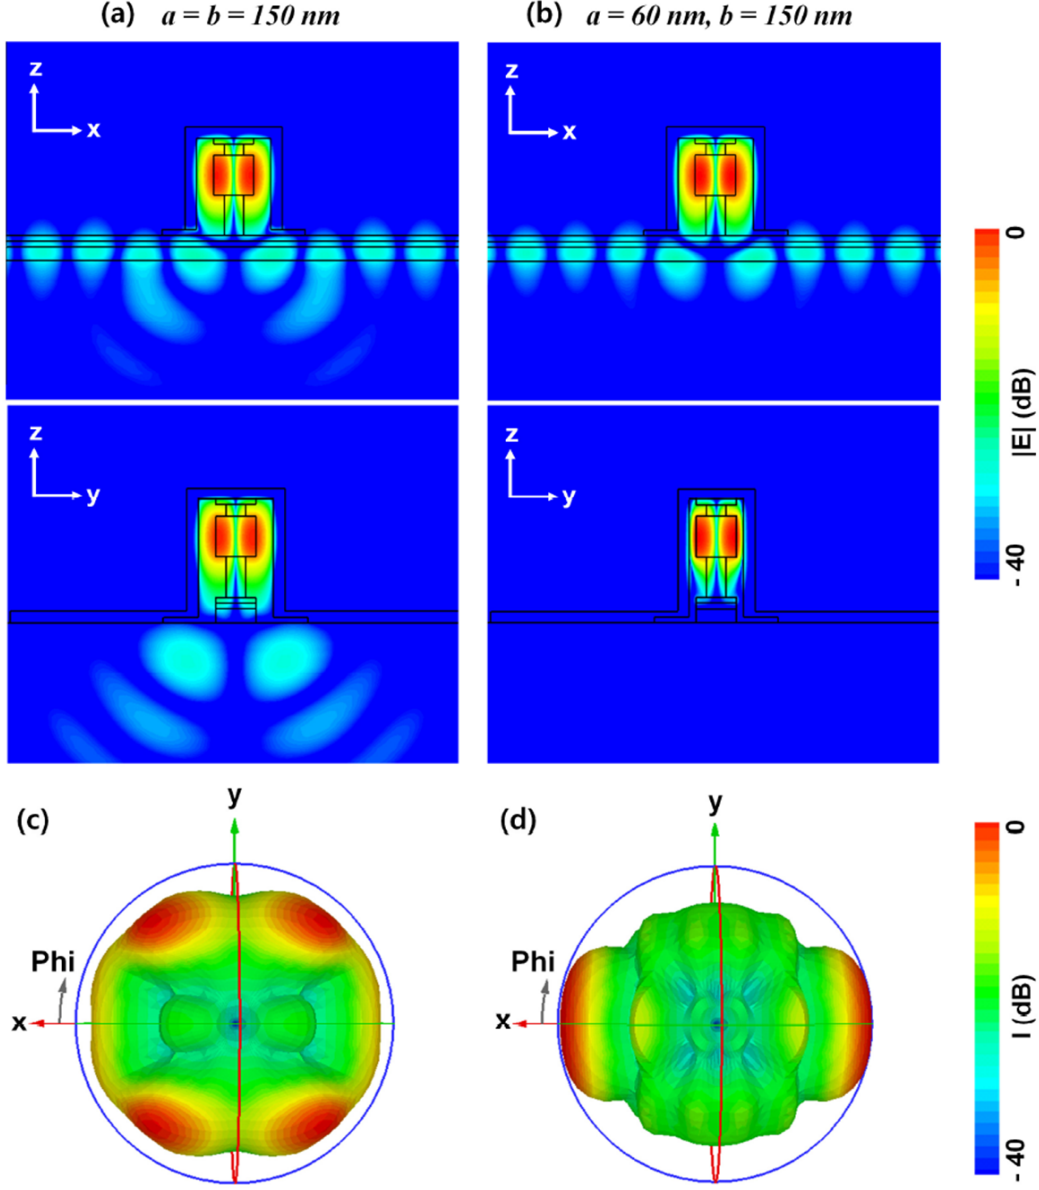 (a) a = b = 150 nm
(b) a = 60 nm, b = 150 nm
z
x
z
x
0
|E| (dB)
- 40
z
y
z
y
(c)
y
Phi
x
(d)
y
Phi
x
0
I (dB)
- 40